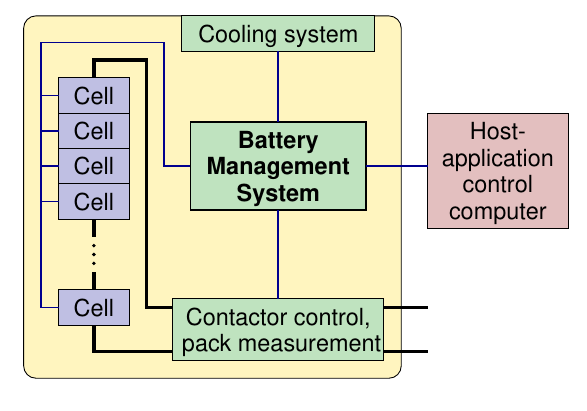 Cooling system
Cell
Cell
Cell
Cell
Cell
Battery
Management
System
Host-
application
control
computer
Contactor control,
pack measurement